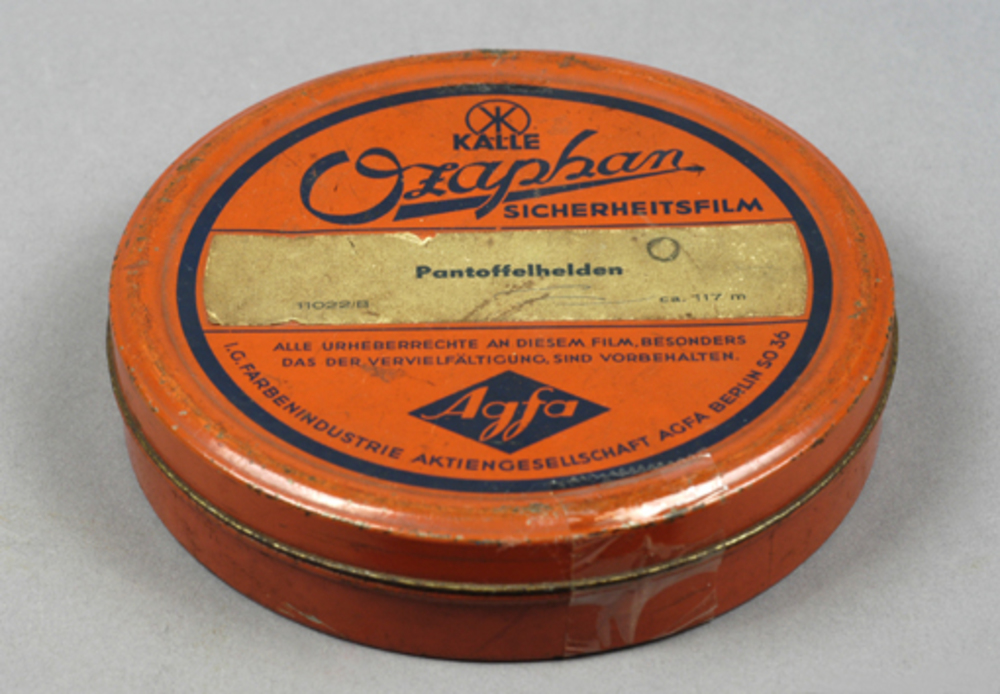 KALLE
Ozaphan
SICHERHEITSFILM
Pantoffelhelden
11022/B ca. 117 m
ALLE URHEBERRECHTE AN DIESEM FILM, BESONDERS
DAS DER VERVIELFÄLTIGUNG, SIND VORBEHALTEN.
Agfa
I.G. FARBENINDUSTRIE AKTIENGESELLSCHAFT AGFA BERLIN SO 36